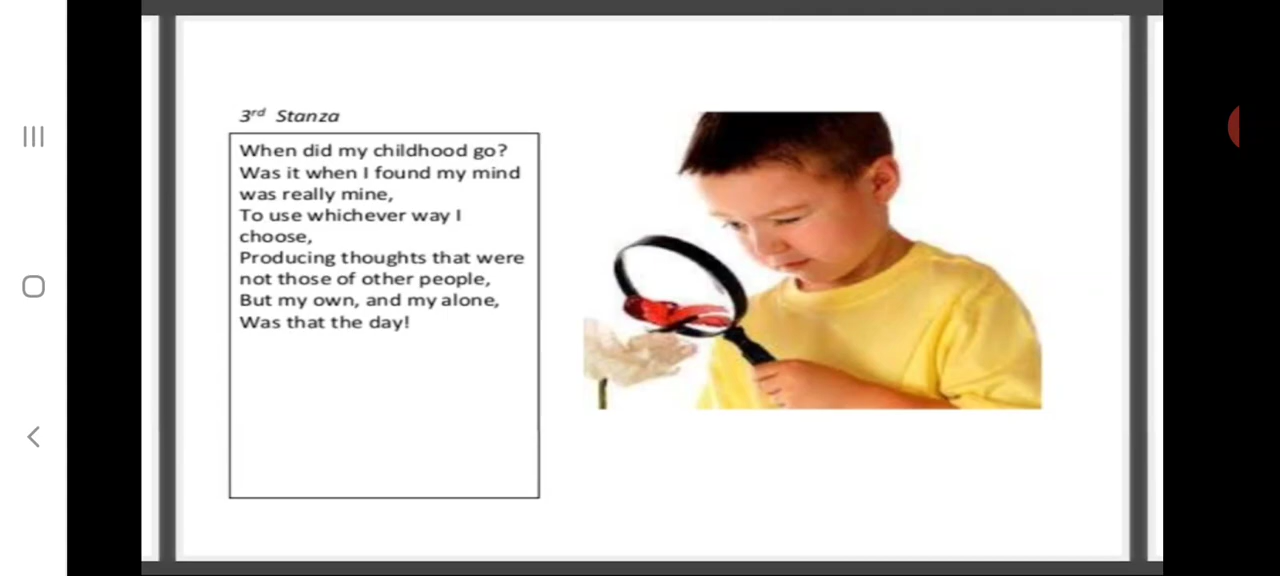 3rd Stanza
When did my childhood go?
Was it when I found my mind
was really mine,
To use whichever way I
choose,
Producing thoughts that were
not those of other people,
But my own, and my alone,
Was that the day!